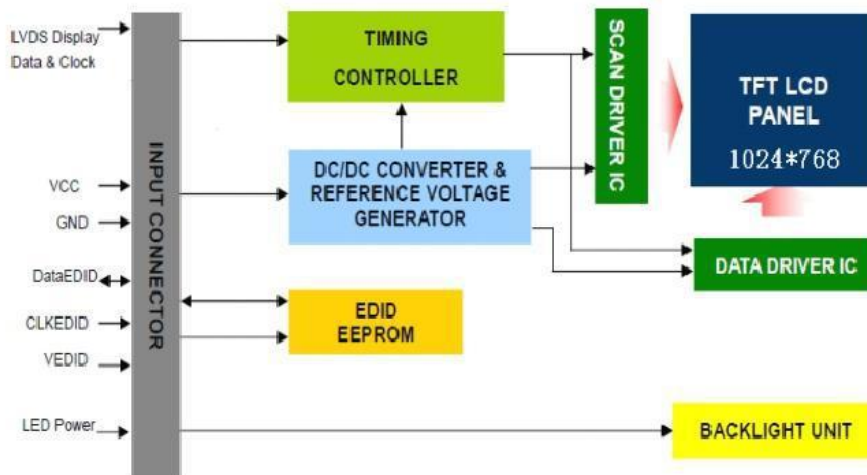 LVDS Display
Data & Clock
VCC
GND
DataEDID
CLKEDID
VEDID
LED Power
INPUT CONNECTOR
TIMING
CONTROLLER
DC/DC CONVERTER &
REFERENCE VOLTAGE
GENERATOR
EDID
EEPROM
SCAN DRIVER IC
TFT LCD
PANEL
1024*768
DATA DRIVER IC
BACKLIGHT UNIT